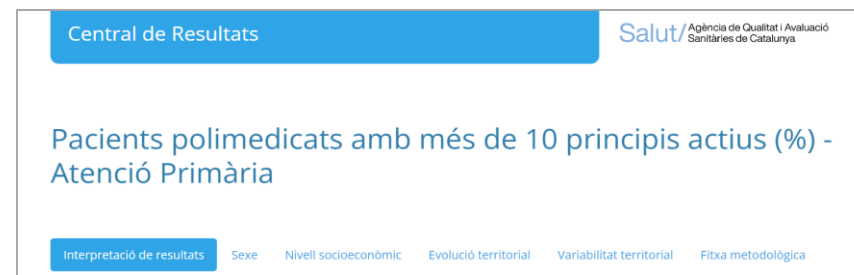 Central de Resultats
Salut/ Agència de Qualitat i Avaluació
Sanitàries de Catalunya
Pacients polimedicats amb més de 10 principis actius (%) -
Atenció Primària
Interpretació de resultats Sexe Nivell socioeconòmic Evolució territorial Variabilitat territorial Fitxa metodològica